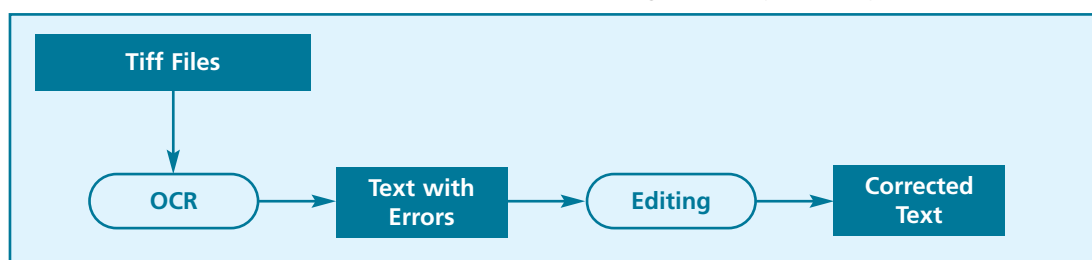 Tiff Files
OCR
Text with
Errors
Editing
Corrected
Text